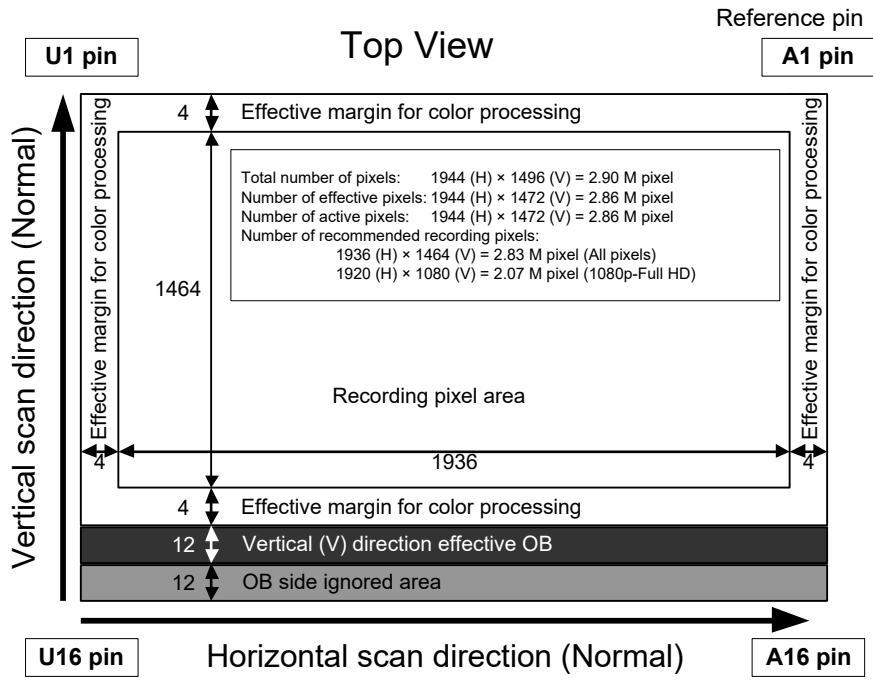 Reference pin
U1 pin
Top View
A1 pin
4
Effective margin for color processing
Effective margin for color processing
Effective margin for color processing
Vertical scan direction (Normal)
Total number of pixels: 1944 (H) × 1496 (V) = 2.90 M pixel
Number of effective pixels: 1944 (H) × 1472 (V) = 2.86 M pixel
Number of active pixels: 1944 (H) × 1472 (V) = 2.86 M pixel
Number of recommended recording pixels:
1936 (H) × 1464 (V) = 2.83 M pixel (All pixels)
1920 (H) × 1080 (V) = 2.07 M pixel (1080p-Full HD)
1464
Recording pixel area
4
1936
4
4
Effective margin for color processing
12
Vertical (V) direction effective OB
12
OB side ignored area
U16 pin
Horizontal scan direction (Normal)
A16 pin